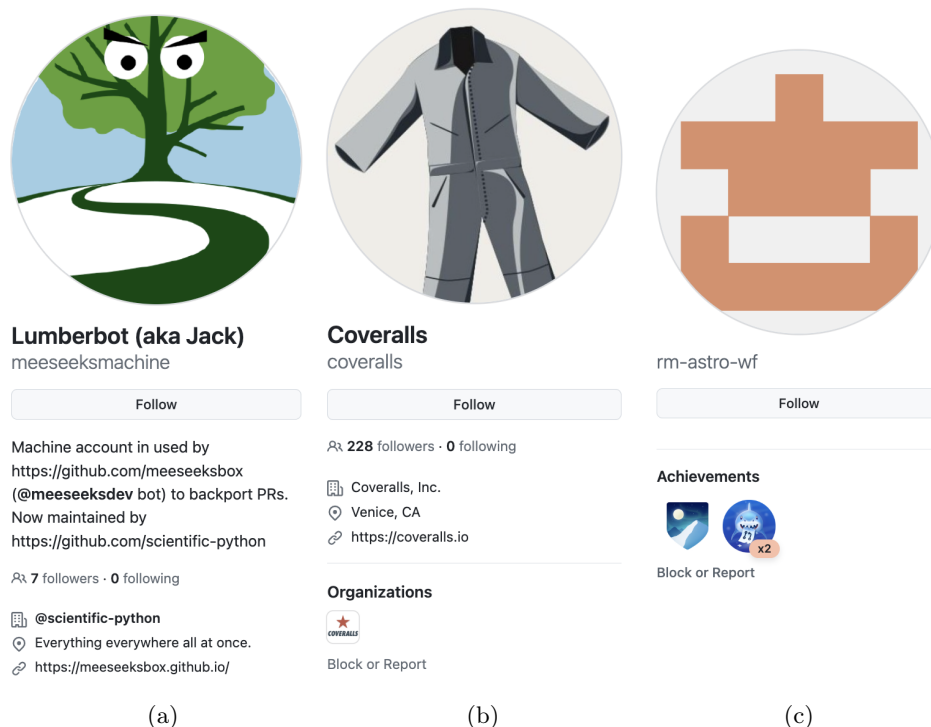 Lumberbot (aka Jack)
meeseeksmachine
Follow
Machine account in used by
https://github.com/meeseeksbox
(@meeseeksdev bot) to backport PRs.
Now maintained by
https://github.com/scientific-python
7 followers · 0 following
@scientific-python
Everything everywhere all at once.
https://meeseeksbox.github.io/
(a)
Coveralls
coveralls
Follow
228 followers · 0 following
Coveralls, Inc.
Venice, CA
https://coveralls.io
Organizations
COVERALLS
Block or Report
(b)
rm-astro-wf
Follow
Achievements
x2
Block or Report
(c)